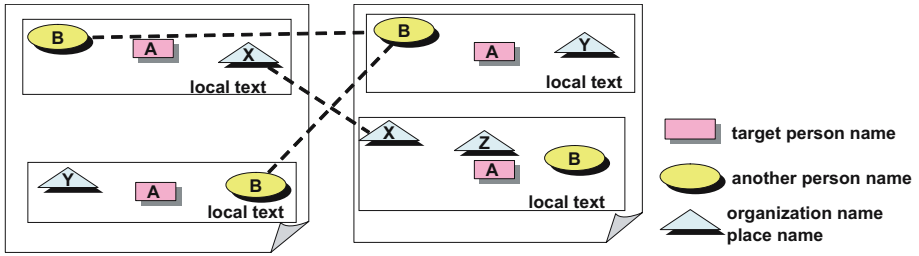 B
A
X
local text
Y
A
B
local text
B
A
Y
local text
X
Z
A
B
local text
target person name
another person name
organization name
place name